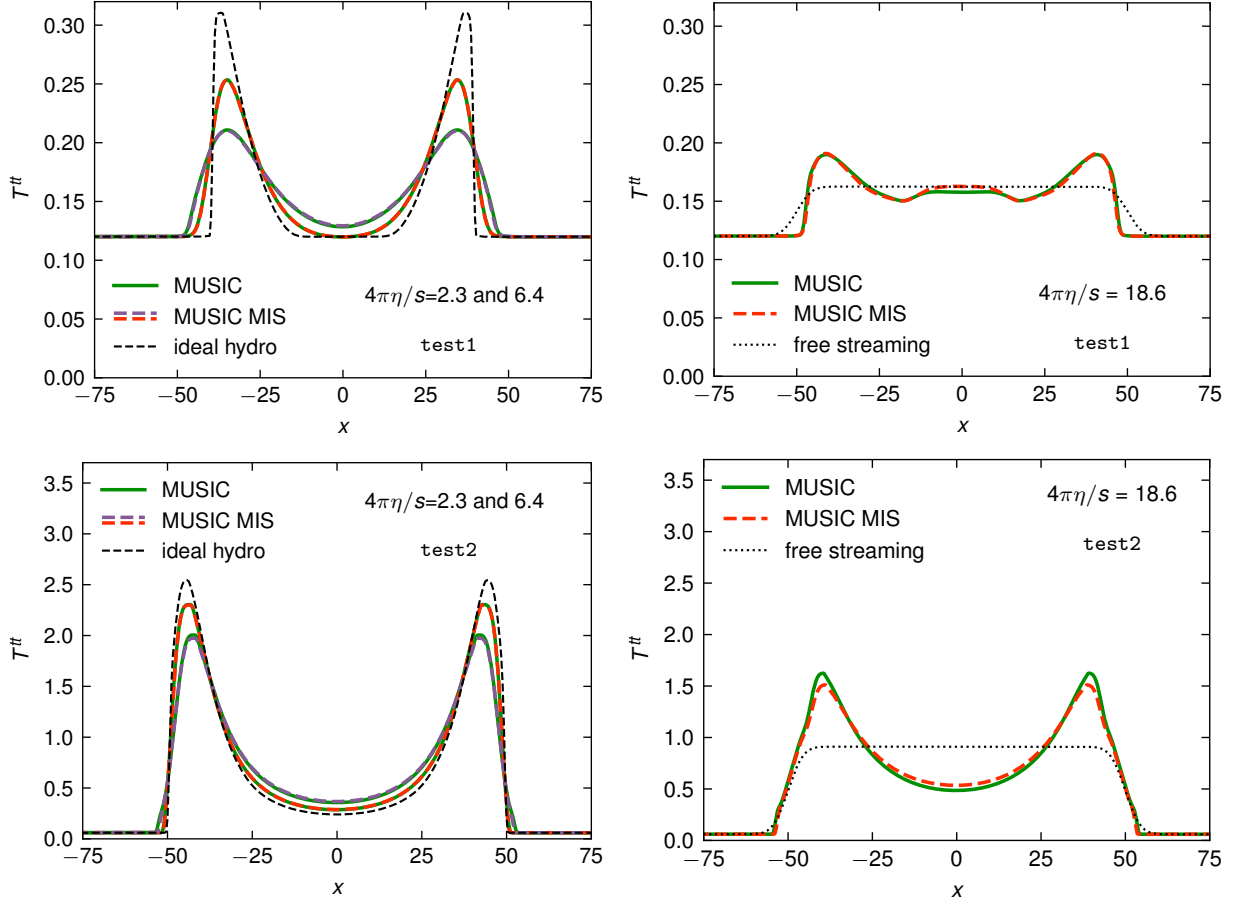 0.30
0.25
0.20
0.15
0.10
0.05
0.00
T^{tt}
MUSIC
MUSIC MIS
ideal hydro
4πη/s=2.3 and 6.4
test1
−75 −50 −25 0 25 50 75
x
0.30
0.25
0.20
0.15
0.10
0.05
0.00
T^{tt}
MUSIC
MUSIC MIS
free streaming
4πη/s = 18.6
test1
−75 −50 −25 0 25 50 75
x
3.5
3.0
2.5
2.0
1.5
1.0
0.5
0.0
T^{tt}
MUSIC
MUSIC MIS
ideal hydro
4πη/s=2.3 and 6.4
test2
−75 −50 −25 0 25 50 75
x
3.5
3.0
2.5
2.0
1.5
1.0
0.5
0.0
T^{tt}
MUSIC
MUSIC MIS
free streaming
4πη/s = 18.6
test2
−75 −50 −25 0 25 50 75
x